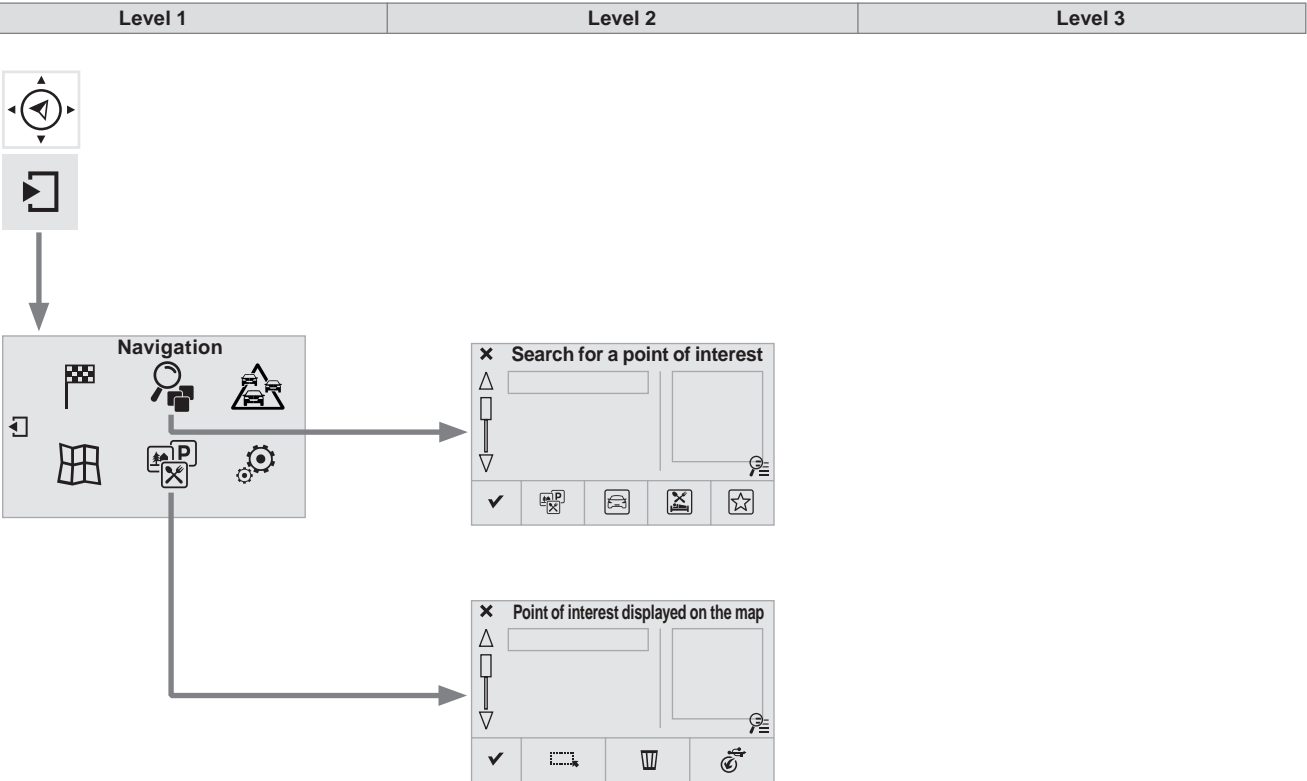 Level 1
Level 2
Level 3
Navigation
P
Search for a point of interest
P
Point of interest displayed on the map